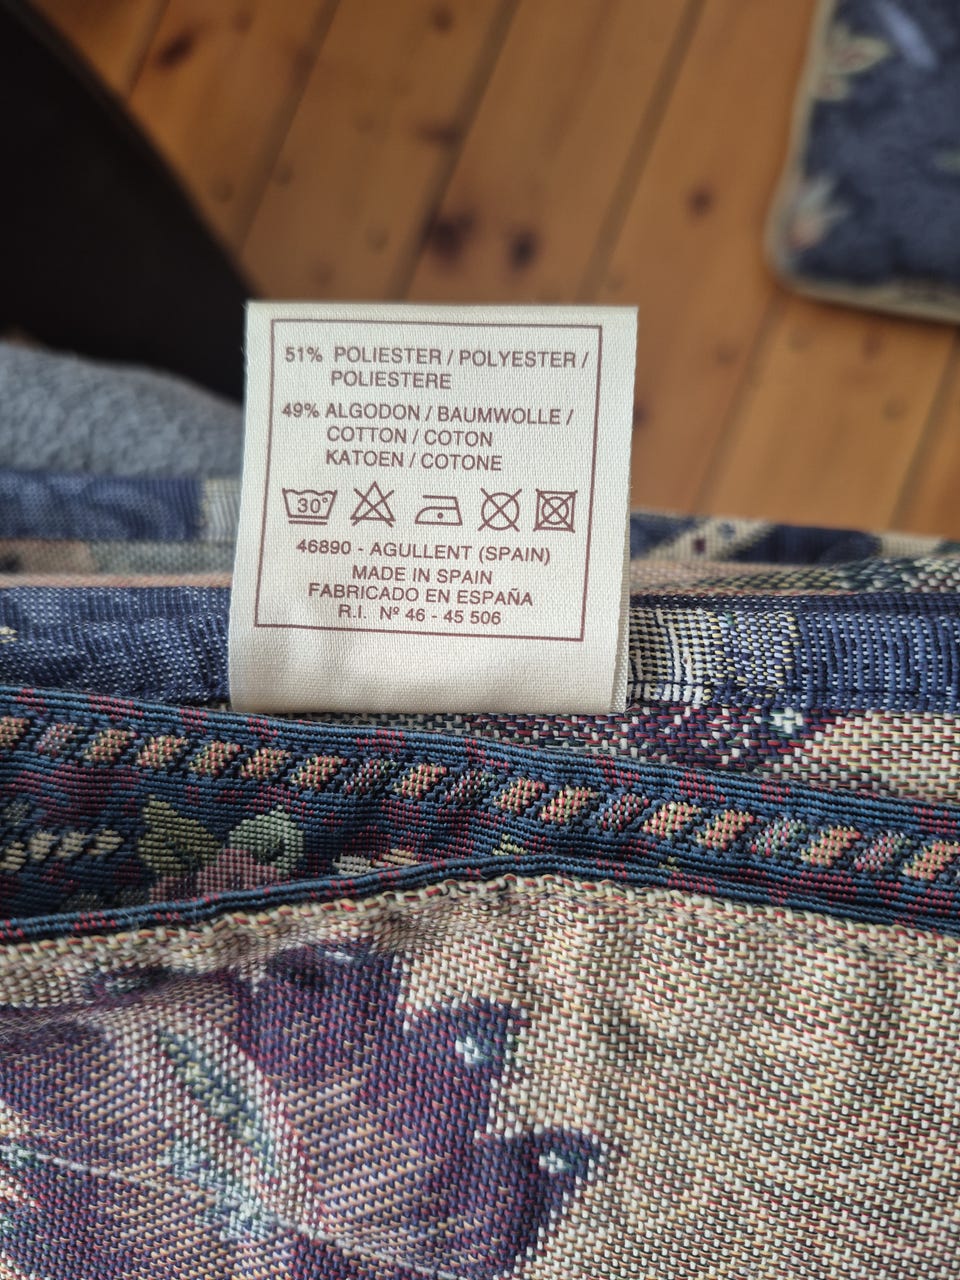 51% POLIESTER / POLYESTER /
POLIESTERE
49% ALGODON / BAUMWOLLE /
COTTON / COTON
KATOEN / COTONE
30°
46890 - AGULLENT (SPAIN)
MADE IN SPAIN
FABRICADO EN ESPAÑA
R.I. Nº 46 - 45 506